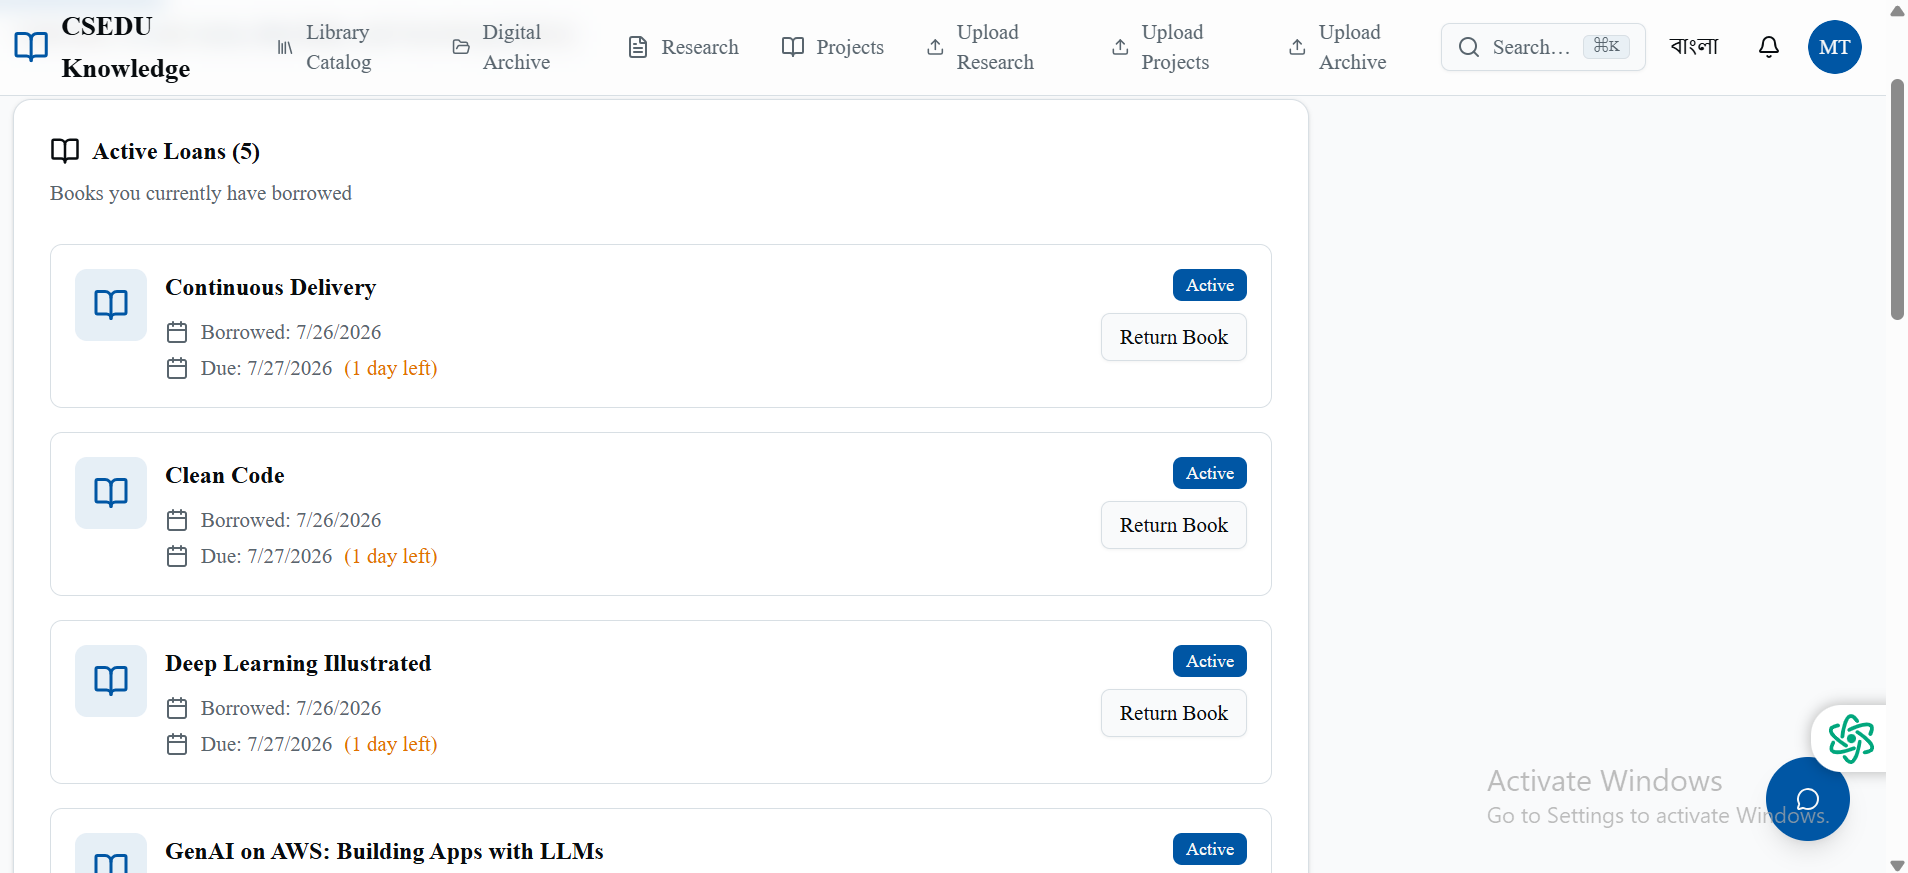 CSEDU
Knowledge
Library
Catalog
Digital
Archive
Research
Projects
Upload
Research
Upload
Projects
Upload
Archive
Search... ⌘K
বাংলা
MT
Active Loans (5)
Books you currently have borrowed
Continuous Delivery
Active
Borrowed: 7/26/2026
Return Book
Due: 7/27/2026 (1 day left)
Clean Code
Active
Borrowed: 7/26/2026
Return Book
Due: 7/27/2026 (1 day left)
Deep Learning Illustrated
Active
Borrowed: 7/26/2026
Return Book
Due: 7/27/2026 (1 day left)
GenAI on AWS: Building Apps with LLMs
Active
Activate Windows
Go to Settings to activate Windows.